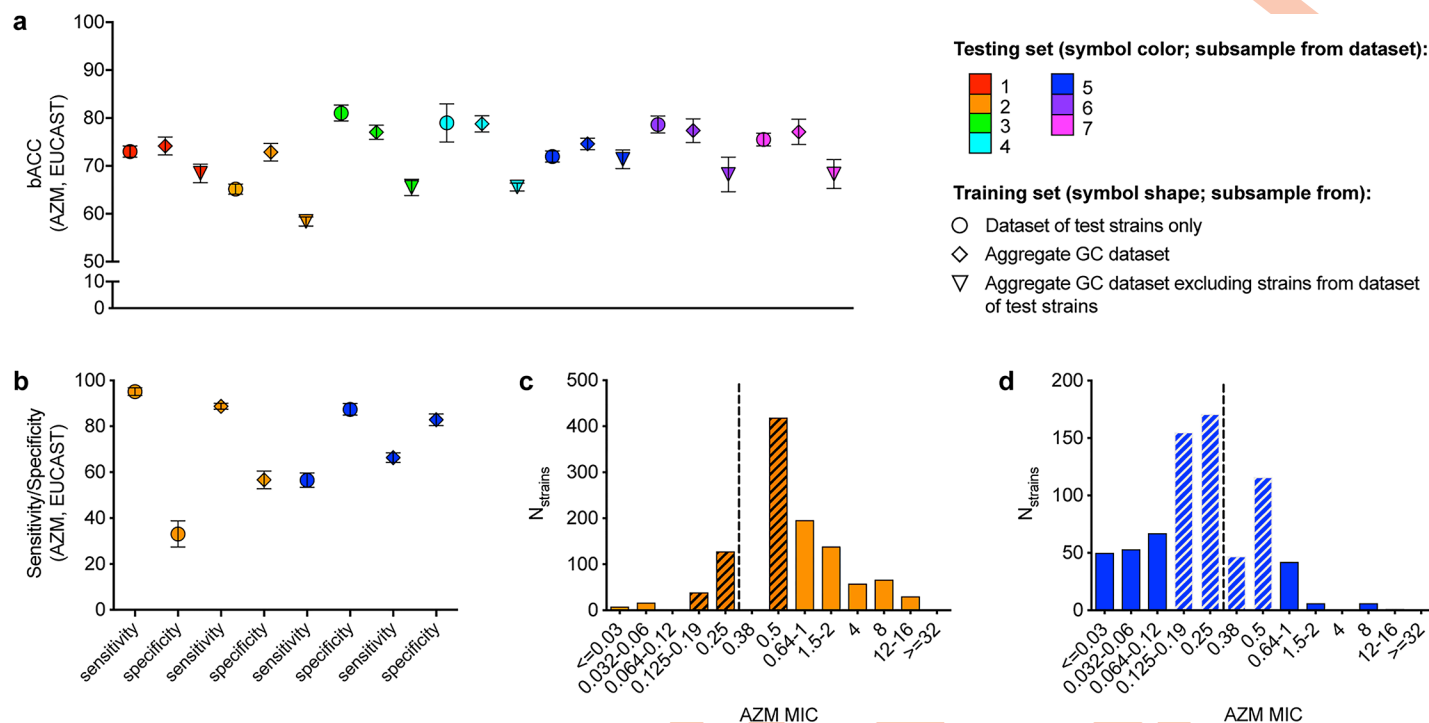 a
100
90
80
70
60
50
10
0
bACC
(AZM, EUCAST)
Testing set (symbol color; subsample from dataset):
1
2
3
4
5
6
7
Training set (symbol shape; subsample from):
Dataset of test strains only
Aggregate GC dataset
Aggregate GC dataset excluding strains from dataset
of test strains
b
100
80
60
40
20
0
Sensitivity/Specificity
(AZM, EUCAST)
sensitivity
specificity
sensitivity
specificity
sensitivity
specificity
sensitivity
specificity
c
500
400
300
200
100
0
Nstrains
<=0.03
0.032-0.06
0.064-0.12
0.125-0.19
0.25
0.38
0.5
0.64-1
1.5-2
4
8
12-16
>=32
AZM MIC
d
200
150
100
50
0
Nstrains
<=0.03
0.032-0.06
0.064-0.12
0.125-0.19
0.25
0.38
0.5
0.64-1
1.5-2
4
8
12-16
>=32
AZM MIC